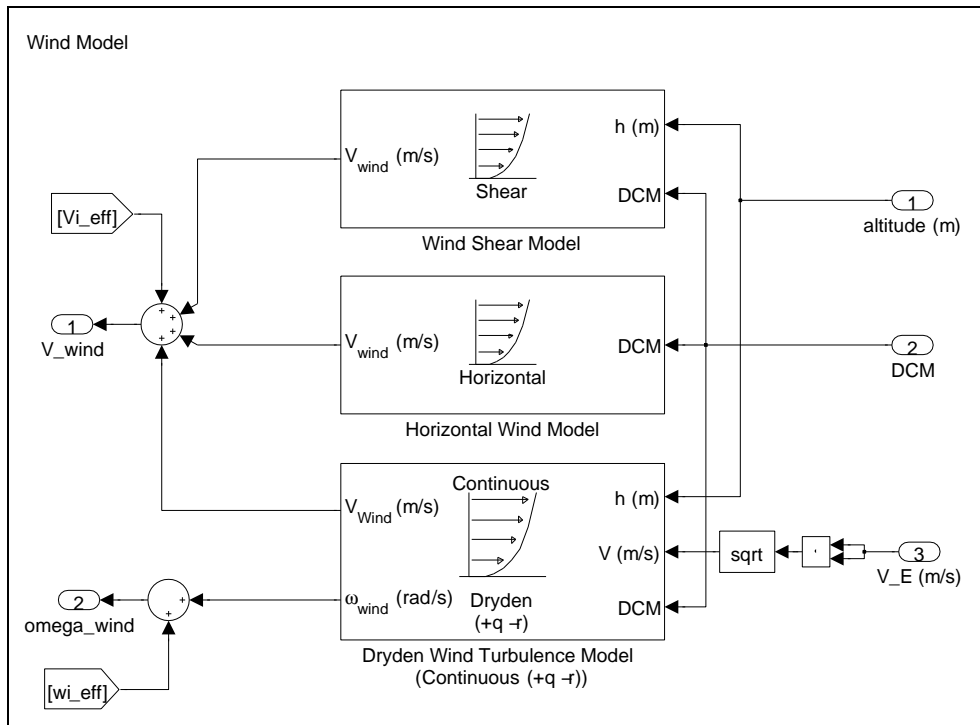 Wind Model
V_wind (m/s)
Shear
h (m)
DCM
Wind Shear Model
[Vi_eff]
1
altitude (m)
1
V_wind
+
+
+
+
V_wind (m/s)
Horizontal
DCM
Horizontal Wind Model
2
DCM
Continuous
V_Wind (m/s)
ω_wind (rad/s)
Dryden
(+q −r)
h (m)
V (m/s)
DCM
sqrt
3
V_E (m/s)
2
omega_wind
+
+
[wi_eff]
Dryden Wind Turbulence Model
(Continuous (+q −r))